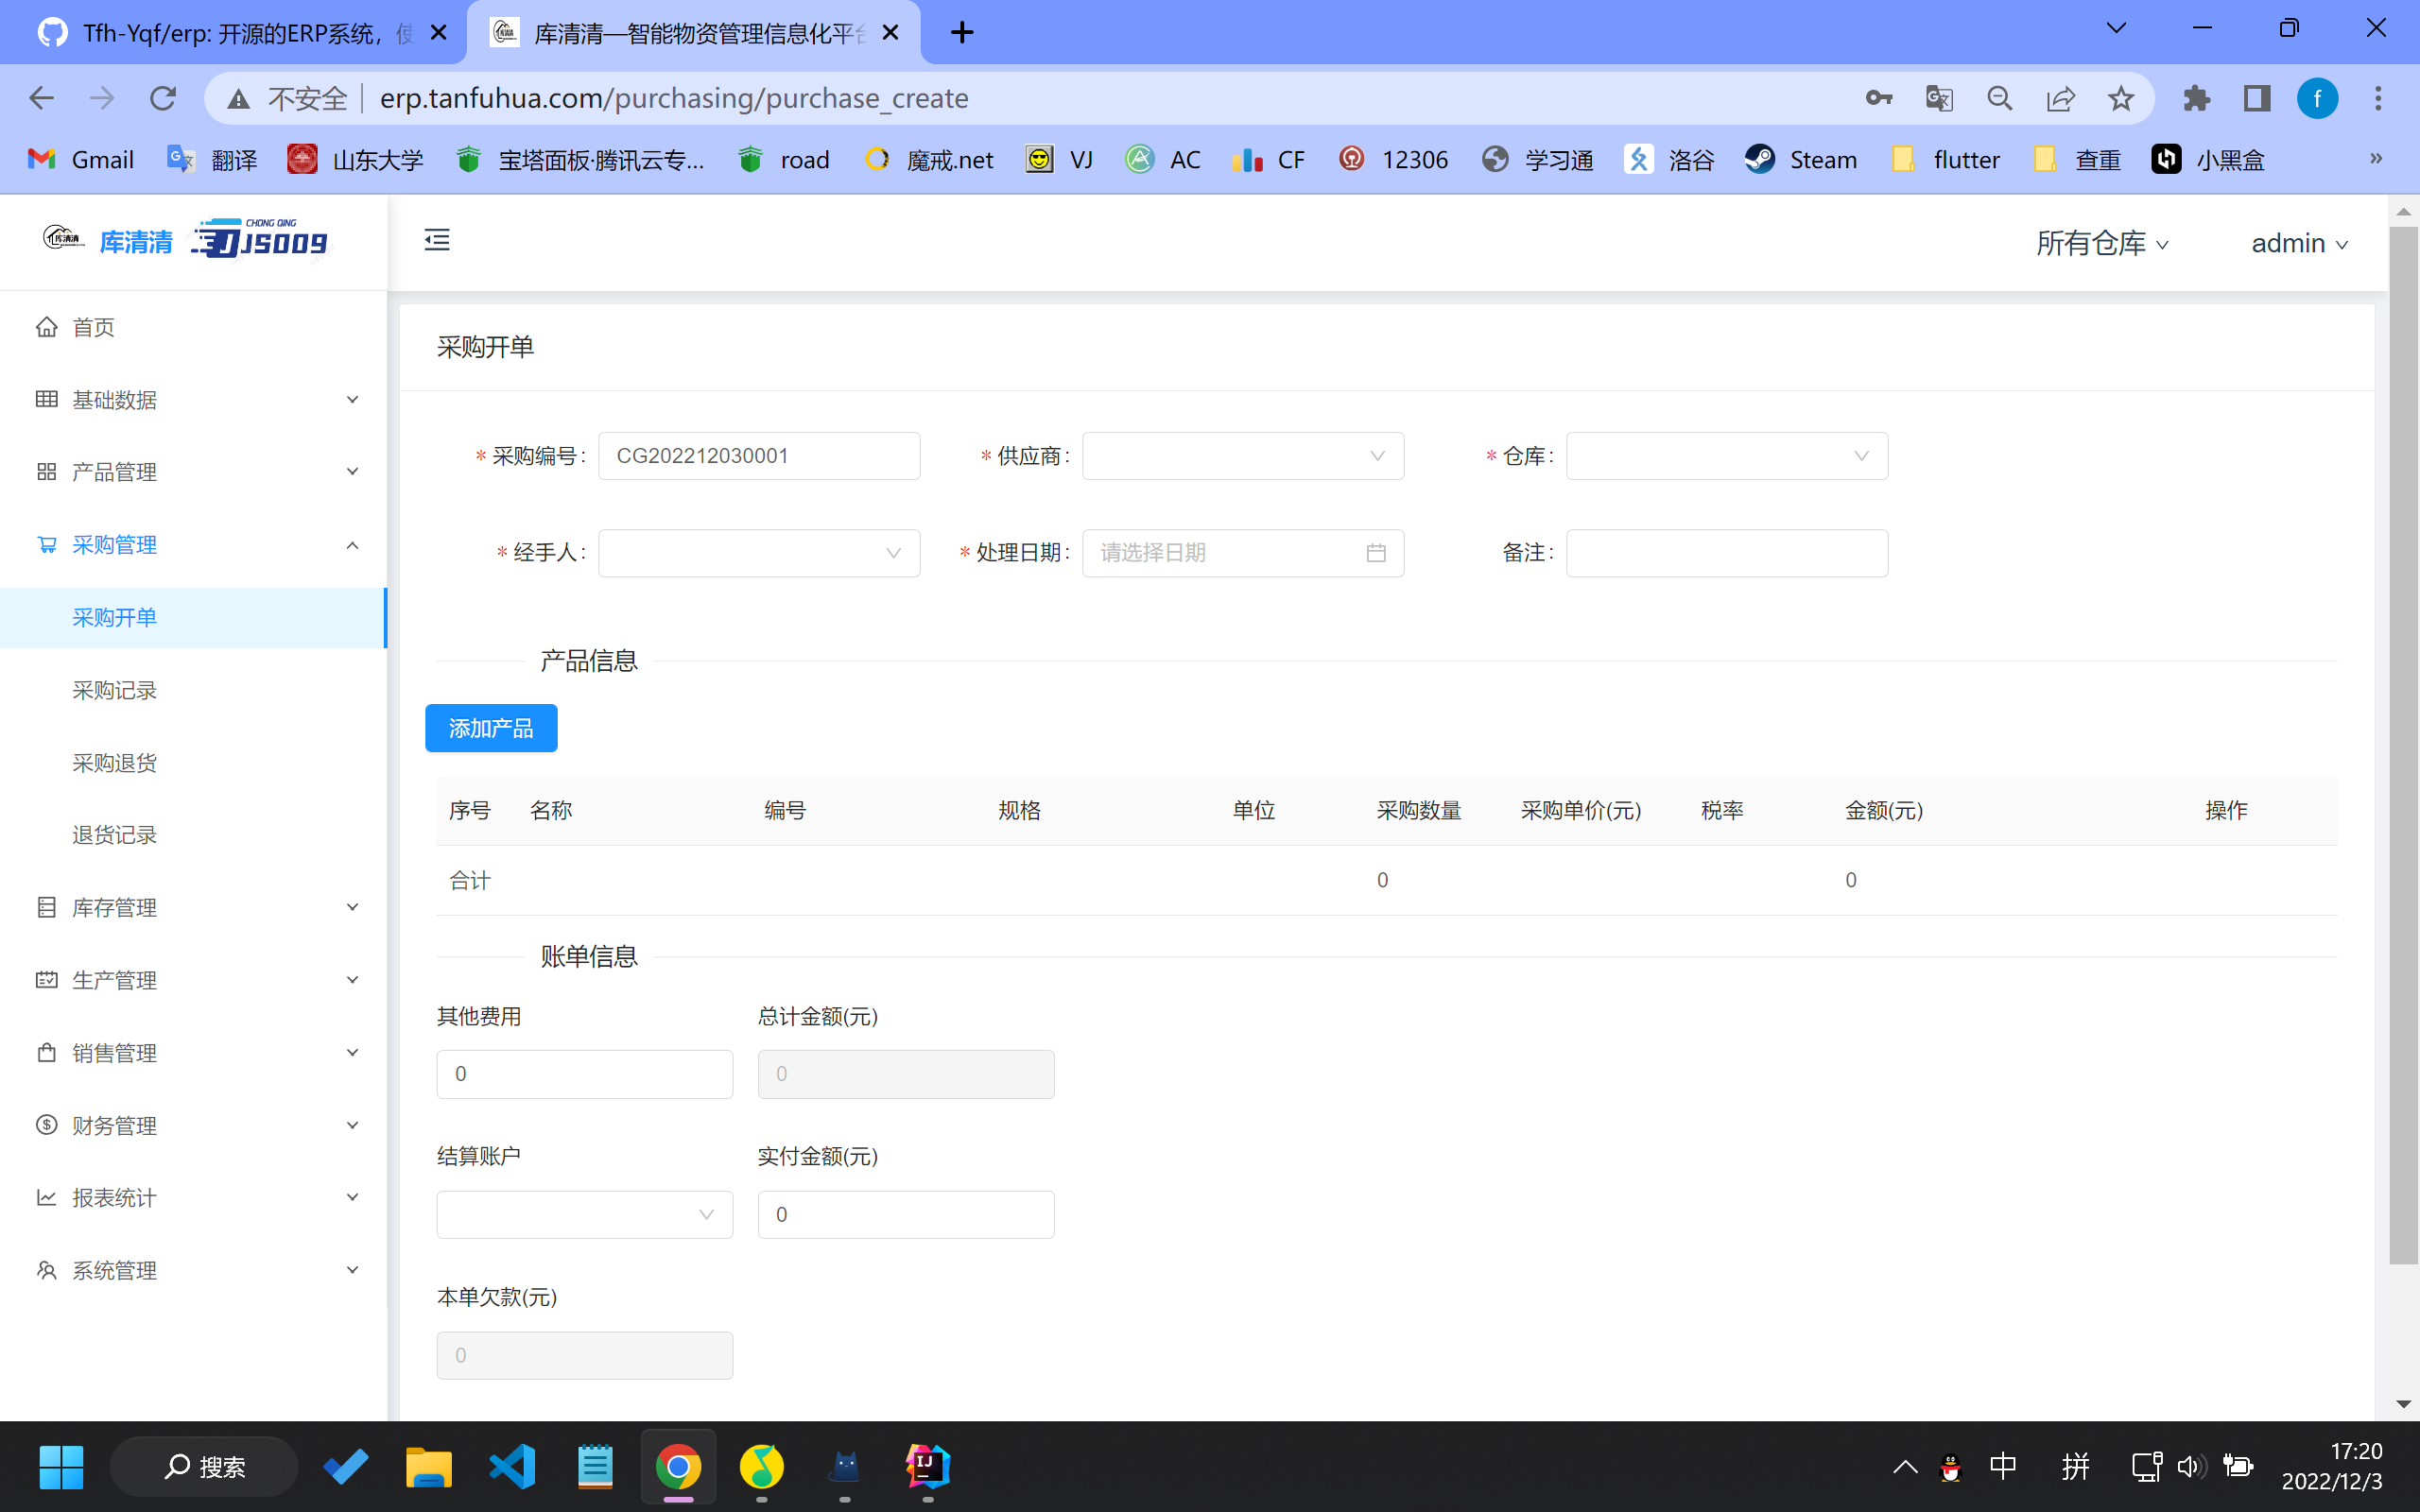 Tfh-Yqf/erp: 开源的ERP系统，使
库清清—智能物资管理信息化平台
不安全 erp.tanfuhua.com/purchasing/purchase_create
f
Gmail 翻译 山东大学 宝塔面板·腾讯云专... road 魔戒.net VJ AC CF 12306 学习通 洛谷 Steam flutter 查重 小黑盒 »
库清清 CHONG QING JJS009
所有仓库 admin
首页
基础数据
产品管理
采购管理
采购开单
采购记录
采购退货
退货记录
库存管理
生产管理
销售管理
财务管理
报表统计
系统管理
采购开单
* 采购编号: CG202212030001 * 供应商: * 仓库:
* 经手人: * 处理日期: 请选择日期 备注:
产品信息
添加产品
序号 名称 编号 规格 单位 采购数量 采购单价(元) 税率 金额(元) 操作
合计 0 0
账单信息
其他费用 总计金额(元)
0 0
结算账户 实付金额(元)
0
本单欠款(元)
0
搜索
IJ
中 拼
17:20
2022/12/3